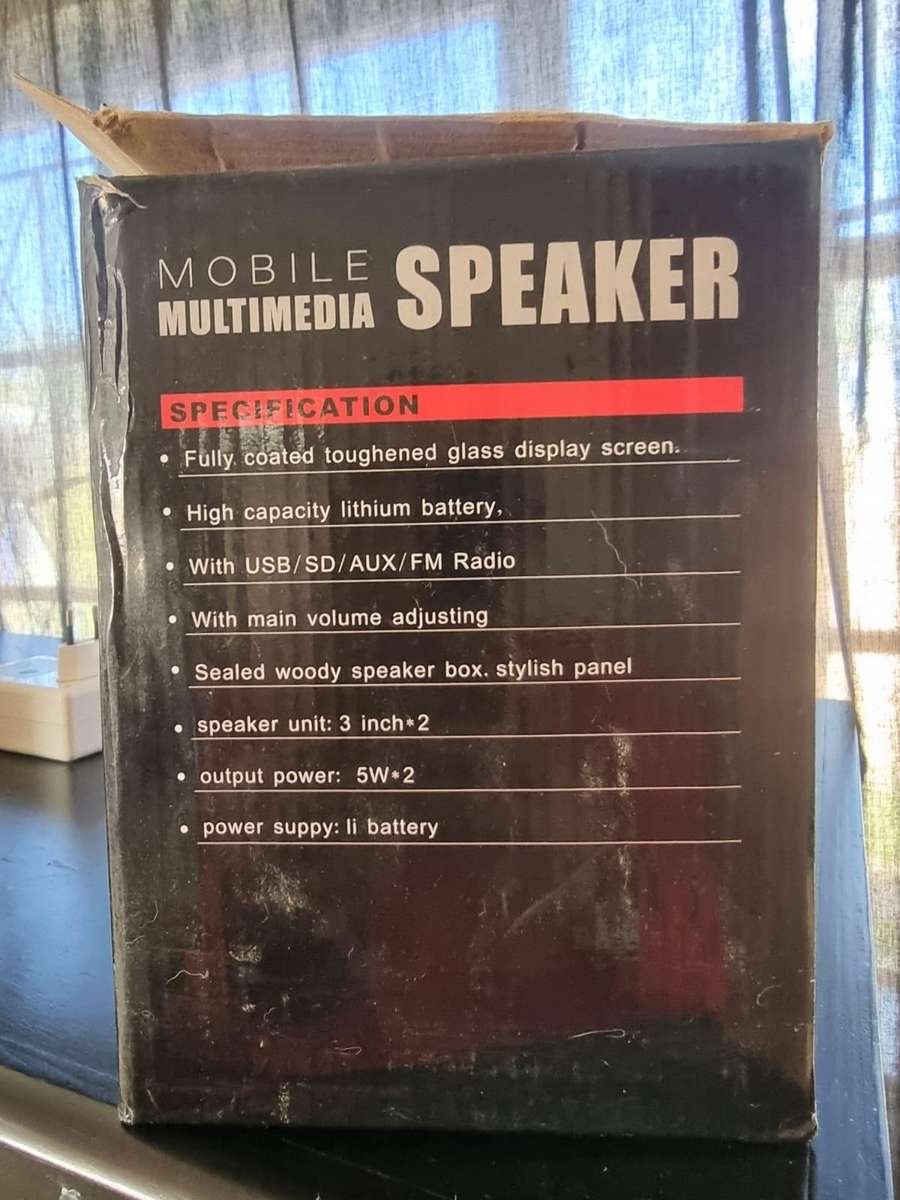 MOBILE
MULTIMEDIA SPEAKER
SPECIFICATION
• Fully coated toughened glass display screen.
• High capacity lithium battery,
• With USB/SD/AUX/FM Radio
• With main volume adjusting
• Sealed woody speaker box. stylish panel
• speaker unit: 3 inch*2
• output power: 5W*2
• power suppy: li battery